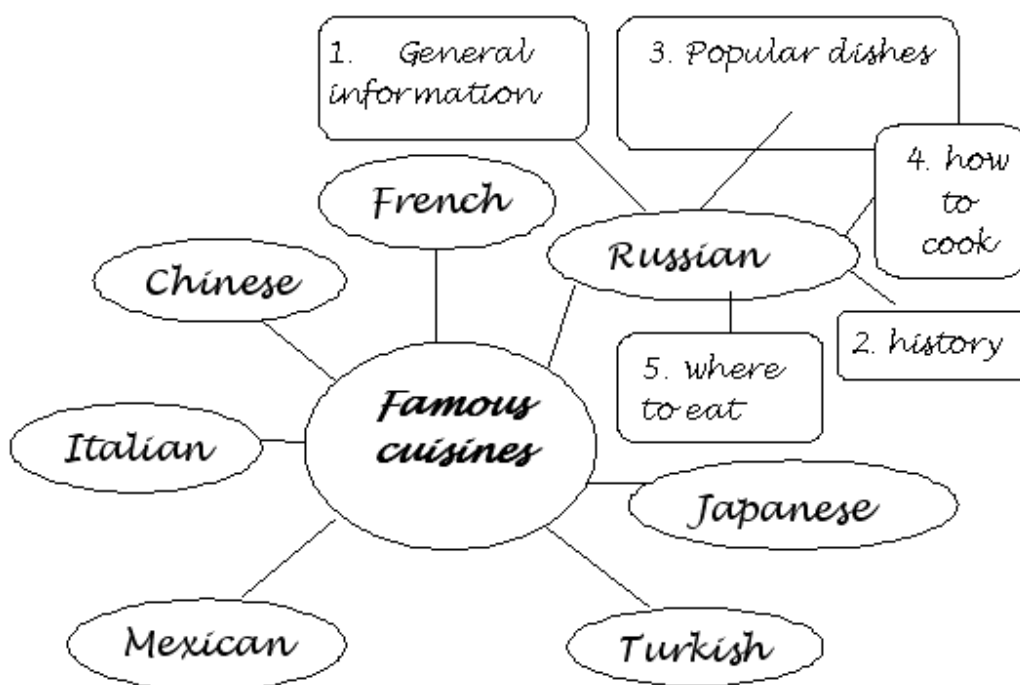 1. General
information
3. Popular dishes
4. how
to
cook
French
Russian
Chinese
2. history
5. where
to eat
Famous
cuisines
Italian
Japanese
Mexican
Turkish